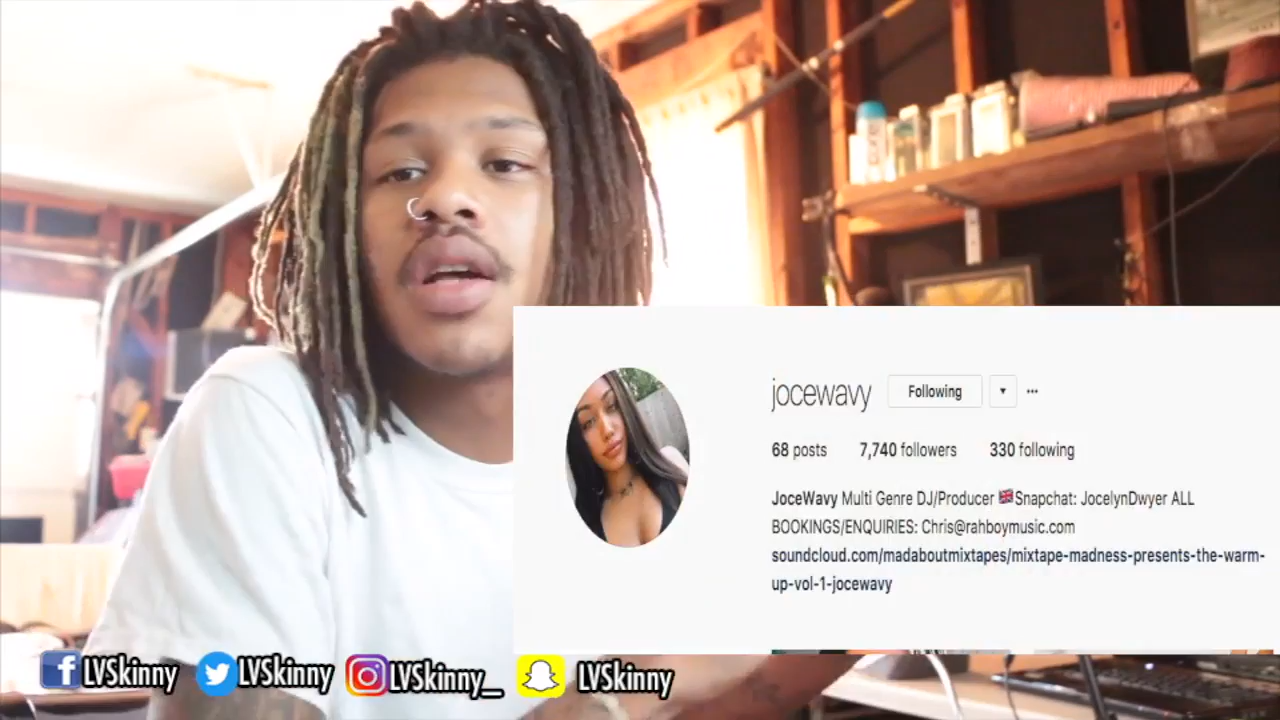 jocewavy Following ▾ •••
68 posts 7,740 followers 330 following
JoceWavy Multi Genre DJ/Producer 🇬🇧Snapchat: JocelynDwyer ALL
BOOKINGS/ENQUIRIES: Chris@rahboymusic.com
soundcloud.com/madaboutmixtapes/mixtape-madness-presents-the-warm-
up-vol-1-jocewavy
f LVSkinny LVSkinny LVSkinny_ LVSkinny